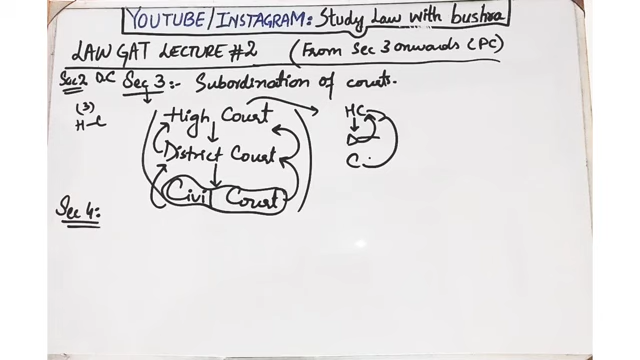 YOUTUBE/INSTAGRAM: Study Law with bushra
LAW GAT LECTURE #2 (From Sec 3 onwards CPC)
Sec 2 DC Sec 3:- Subordination of courts.
(3)
H-C
High Court
District Court
Civil Court
HC
D
C
Sec 4: